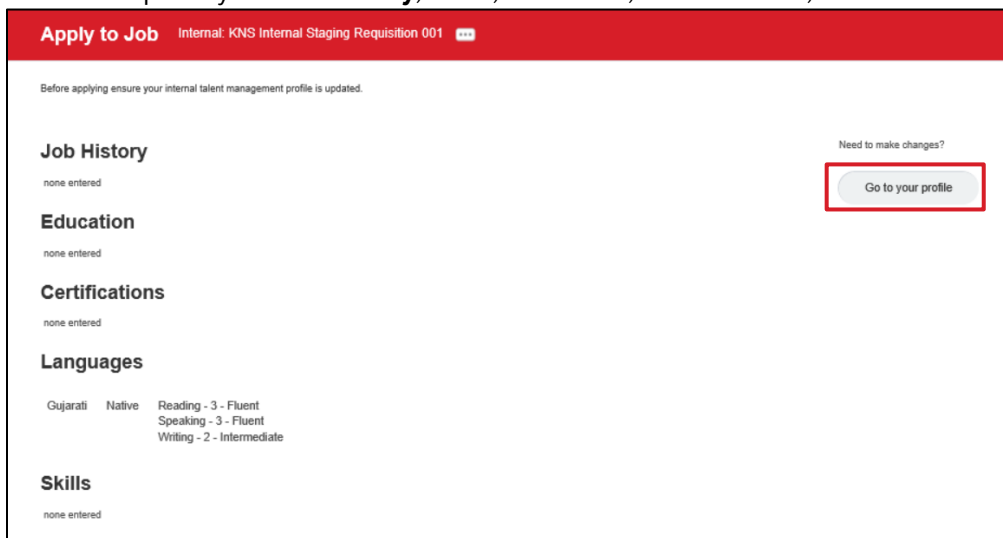 Apply to Job Internal: KNS Internal Staging Requisition 001
Before applying ensure your internal talent management profile is updated.
Job History
Need to make changes?
none entered
Go to your profile
Education
none entered
Certifications
none entered
Languages
Gujarati Native Reading - 3 - Fluent
Speaking - 3 - Fluent
Writing - 2 - Intermediate
Skills
none entered